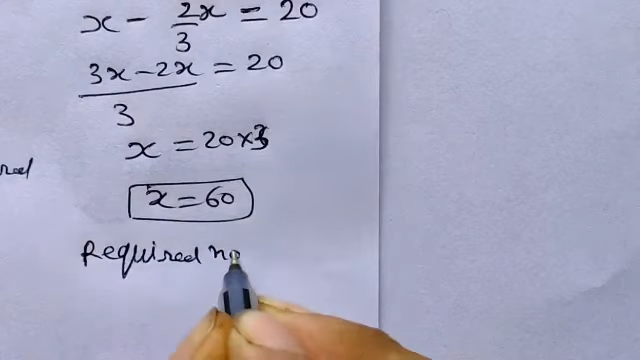 x - 2x/3 = 20
3x-2x/3 = 20
x = 20×3
x = 60
Required no